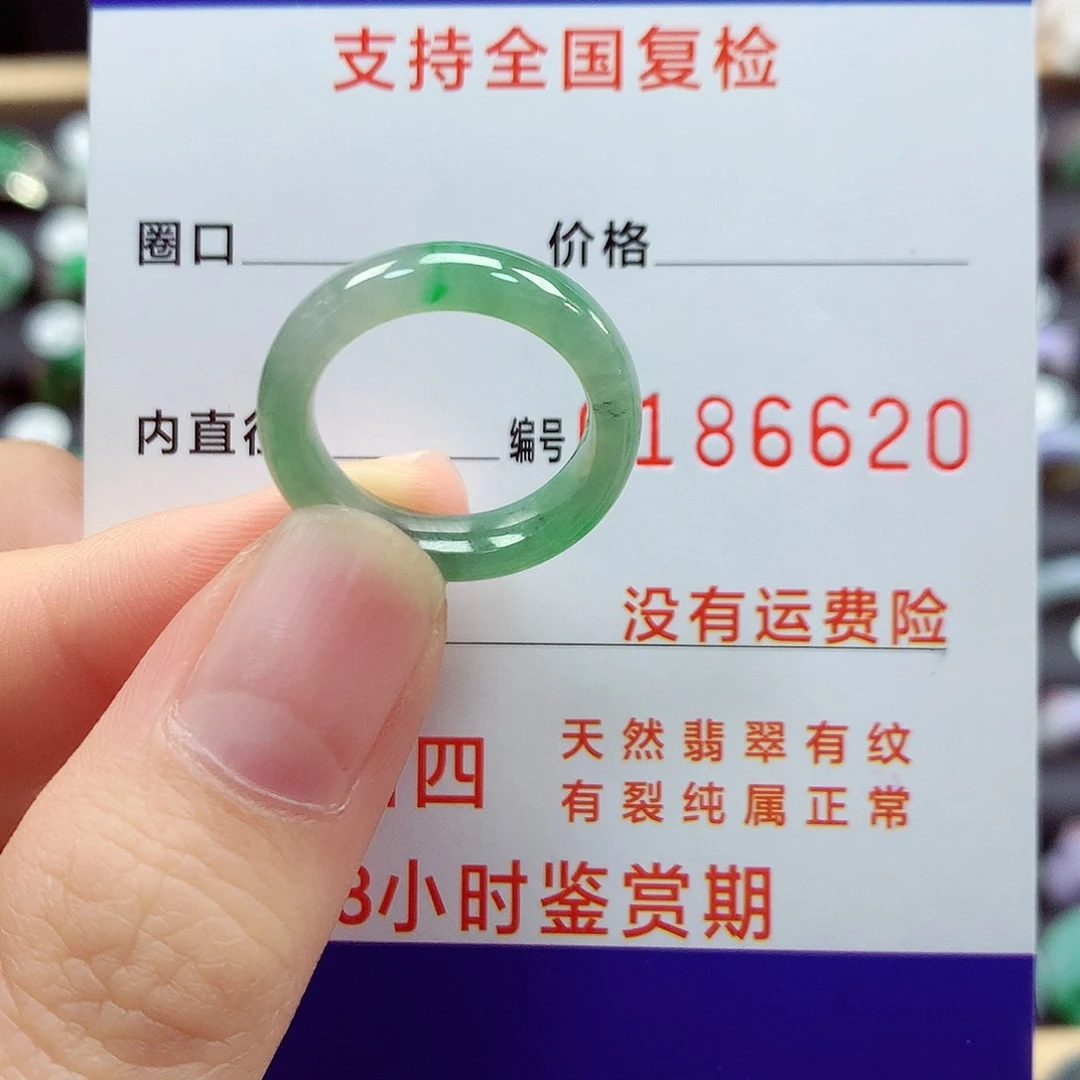 支持全国复检
圈口 价格
内直径 编号 186620
没有运费险
四 天然翡翠有纹
有裂纯属正常
8小时鉴赏期